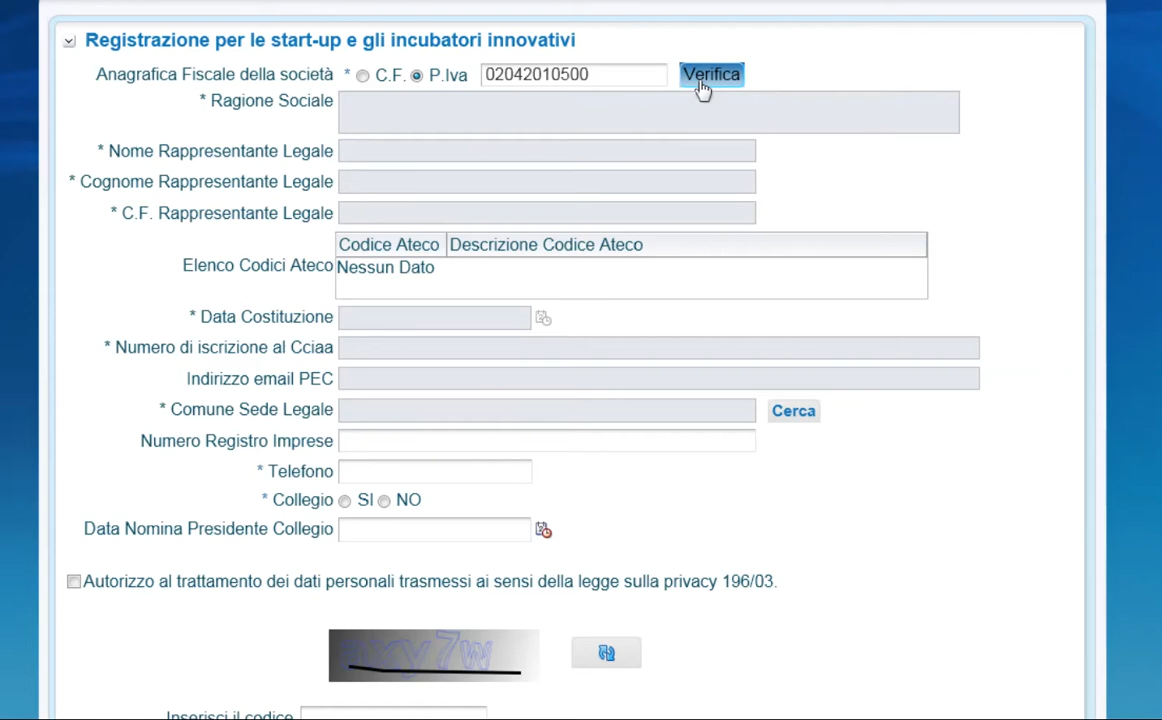 Registrazione per le start-up e gli incubatori innovativi
Anagrafica Fiscale della società * C.F. P.Iva 02042010500 Verifica
* Ragione Sociale
* Nome Rappresentante Legale
* Cognome Rappresentante Legale
* C.F. Rappresentante Legale
Codice Ateco Descrizione Codice Ateco
Elenco Codici Ateco Nessun Dato
* Data Costituzione
* Numero di iscrizione al Cciaa
Indirizzo email PEC
* Comune Sede Legale Cerca
Numero Registro Imprese
* Telefono
* Collegio SI NO
Data Nomina Presidente Collegio
Autorizzo al trattamento dei dati personali trasmessi ai sensi della legge sulla privacy 196/03.
Inserisci il codice